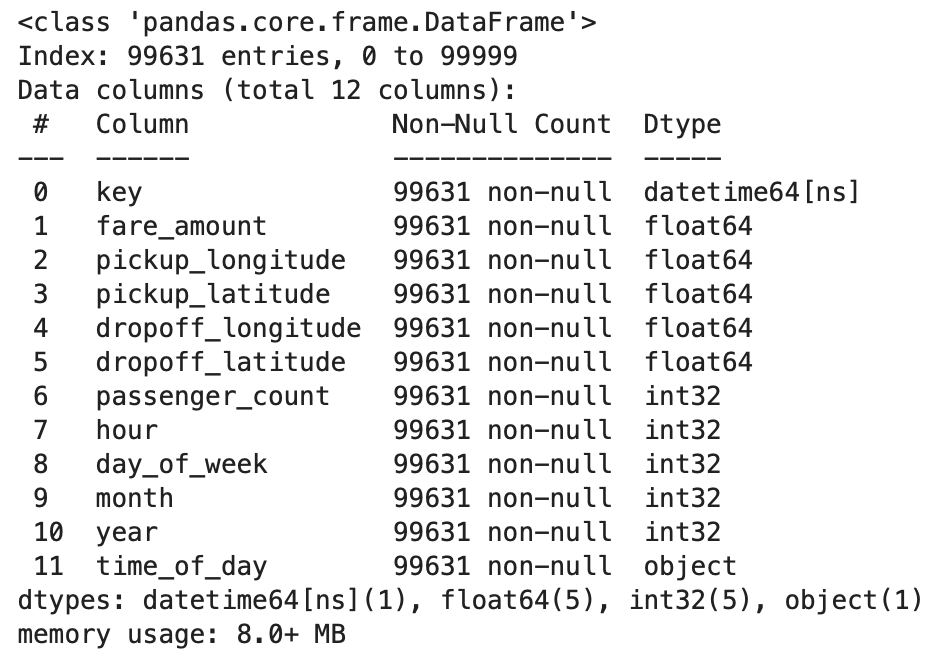 <class 'pandas.core.frame.DataFrame'>
Index: 99631 entries, 0 to 99999
Data columns (total 12 columns):
 #   Column             Non-Null Count  Dtype
---  ------             --------------  -----
 0   key                99631 non-null  datetime64[ns]
 1   fare_amount        99631 non-null  float64
 2   pickup_longitude   99631 non-null  float64
 3   pickup_latitude    99631 non-null  float64
 4   dropoff_longitude  99631 non-null  float64
 5   dropoff_latitude   99631 non-null  float64
 6   passenger_count    99631 non-null  int32
 7   hour               99631 non-null  int32
 8   day_of_week        99631 non-null  int32
 9   month              99631 non-null  int32
 10  year               99631 non-null  int32
 11  time_of_day        99631 non-null  object
dtypes: datetime64[ns](1), float64(5), int32(5), object(1)
memory usage: 8.0+ MB